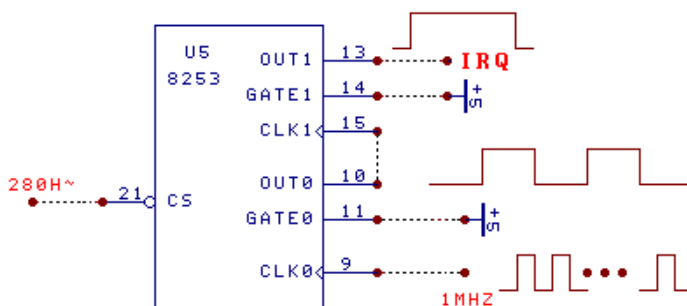 U5
8253
OUT1 13 IRQ
GATE1 14 +5
CLK1 15
OUT0 10
280H~ 21 CS
GATE0 11 +5
CLK0 9
1MHZ